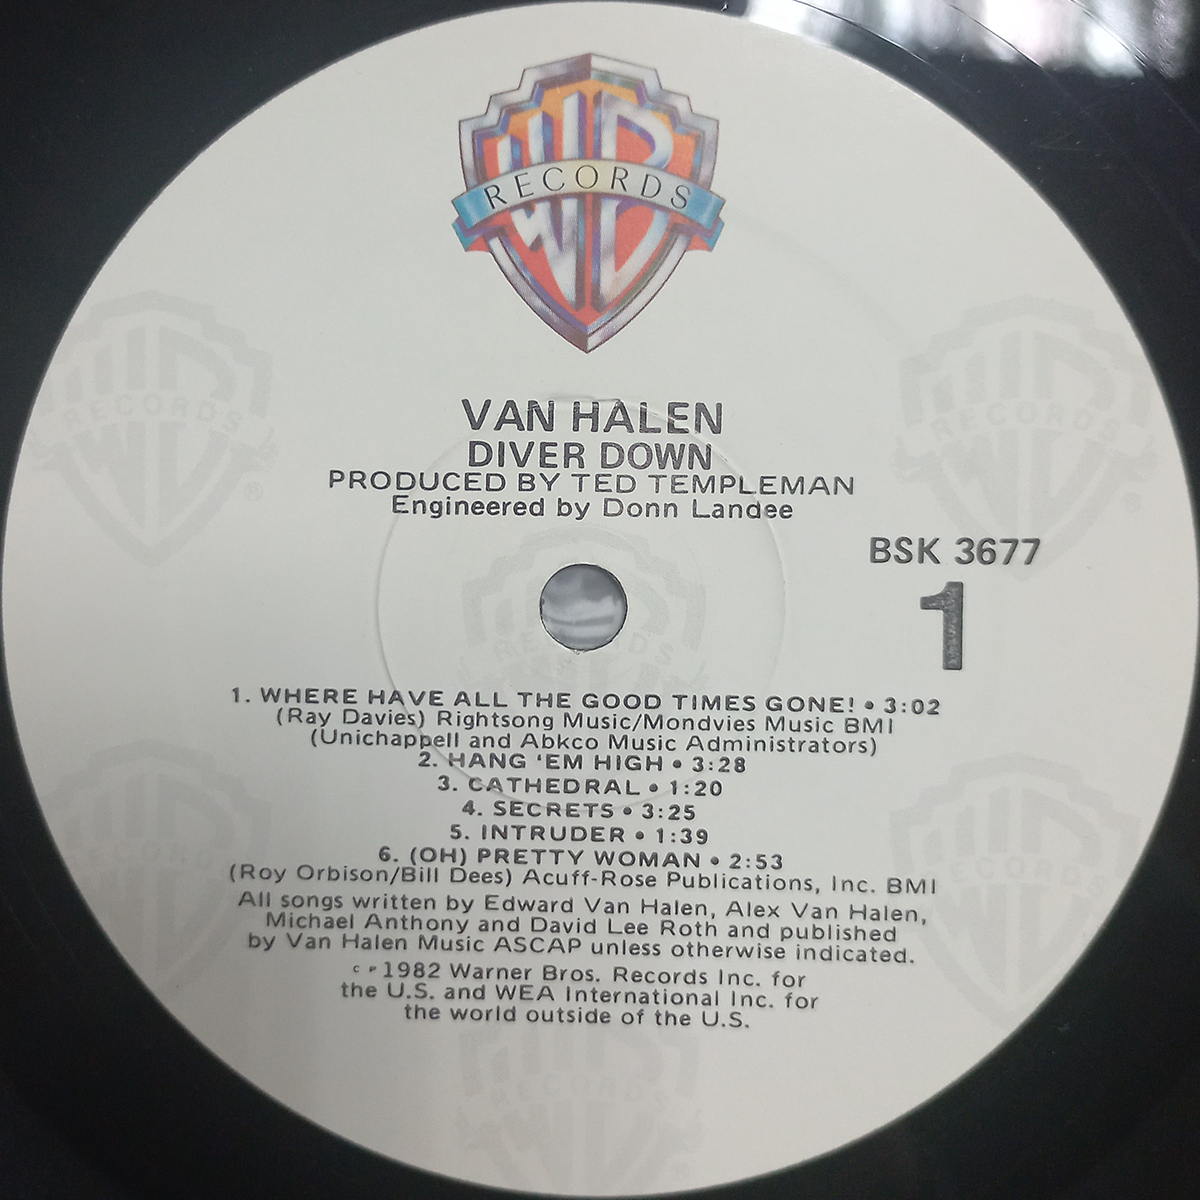 WB
RECORDS
VAN HALEN
DIVER DOWN
PRODUCED BY TED TEMPLEMAN
Engineered by Donn Landee
BSK 3677
1
1. WHERE HAVE ALL THE GOOD TIMES GONE! • 3:02
(Ray Davies) Rightsong Music/Mondvies Music BMI
(Unichappell and Abkco Music Administrators)
2. HANG ‘EM HIGH • 3:28
3. CATHEDRAL • 1:20
4. SECRETS • 3:25
5. INTRUDER • 1:39
6. (OH) PRETTY WOMAN • 2:53
(Roy Orbison/Bill Dees) Acuff-Rose Publications, Inc. BMI
All songs written by Edward Van Halen, Alex Van Halen,
Michael Anthony and David Lee Roth and published
by Van Halen Music ASCAP unless otherwise indicated.
c p 1982 Warner Bros. Records Inc. for
the U.S. and WEA International Inc. for
the world outside of the U.S.